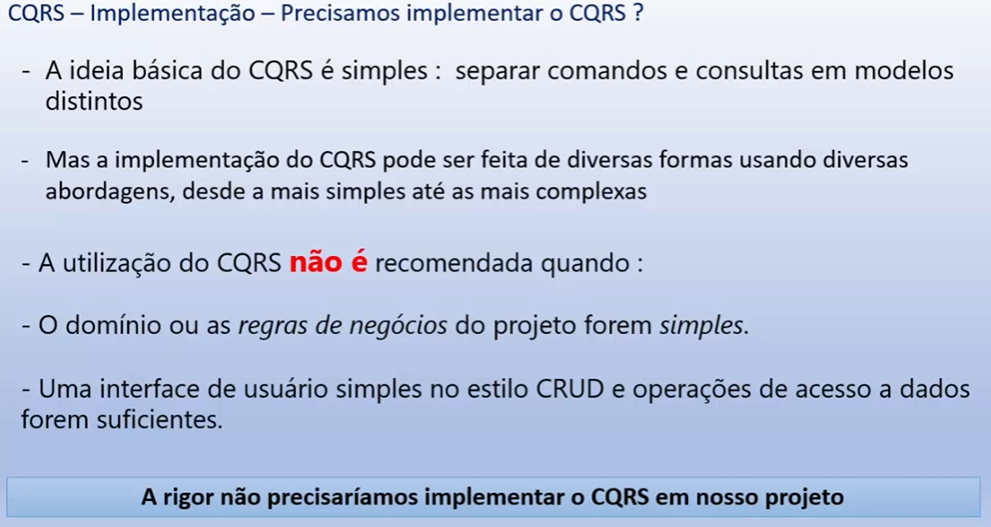 CQRS – Implementação – Precisamos implementar o CQRS ?
- A ideia básica do CQRS é simples : separar comandos e consultas em modelos
distintos
- Mas a implementação do CQRS pode ser feita de diversas formas usando diversas
abordagens, desde a mais simples até as mais complexas
- A utilização do CQRS não é recomendada quando :
- O domínio ou as regras de negócios do projeto forem simples.
- Uma interface de usuário simples no estilo CRUD e operações de acesso a dados
forem suficientes.
A rigor não precisaríamos implementar o CQRS em nosso projeto